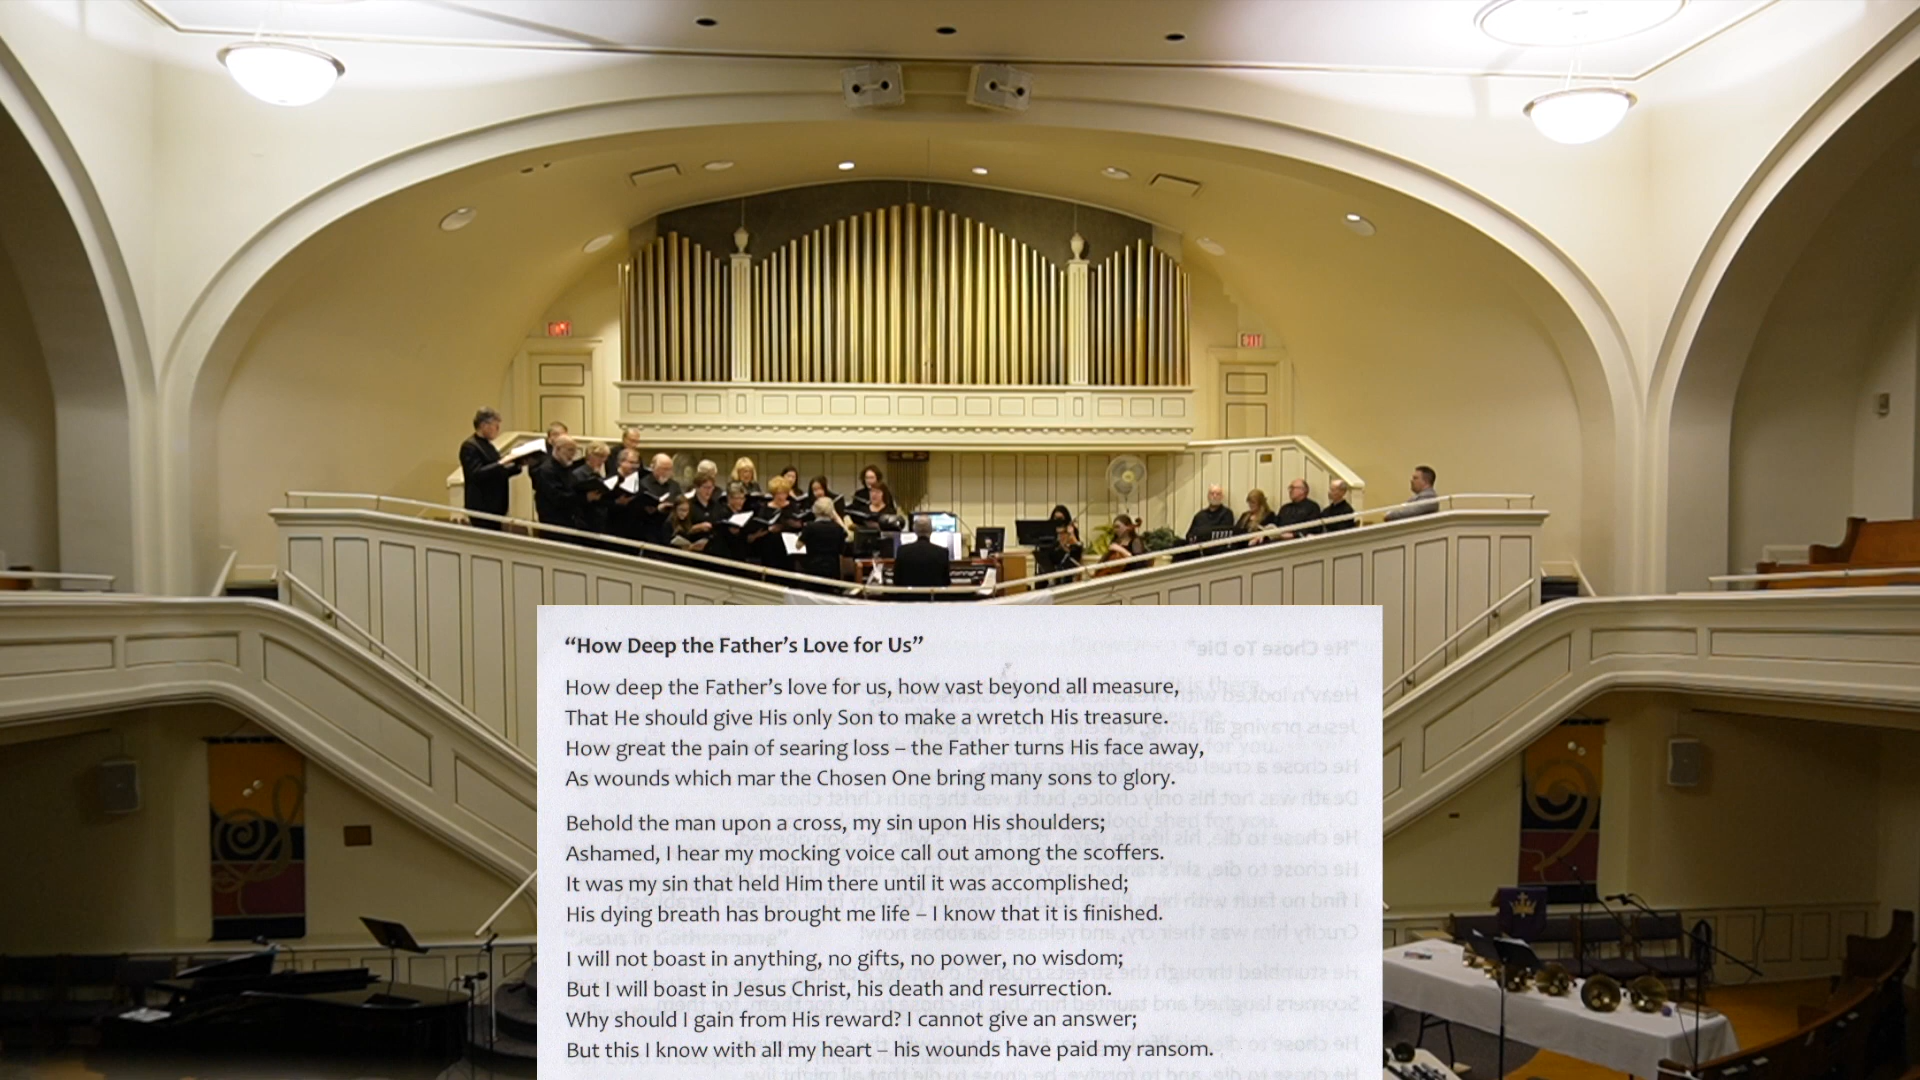 EXIT
“How Deep the Father’s Love for Us”
How deep the Father’s love for us, how vast beyond all measure,
That He should give His only Son to make a wretch His treasure.
How great the pain of searing loss – the Father turns His face away,
As wounds which mar the Chosen One bring many sons to glory.
Behold the man upon a cross, my sin upon His shoulders;
Ashamed, I hear my mocking voice call out among the scoffers.
It was my sin that held Him there until it was accomplished;
His dying breath has brought me life – I know that it is finished.
I will not boast in anything, no gifts, no power, no wisdom;
But I will boast in Jesus Christ, his death and resurrection.
Why should I gain from His reward? I cannot give an answer;
But this I know with all my heart – his wounds have paid my ransom.